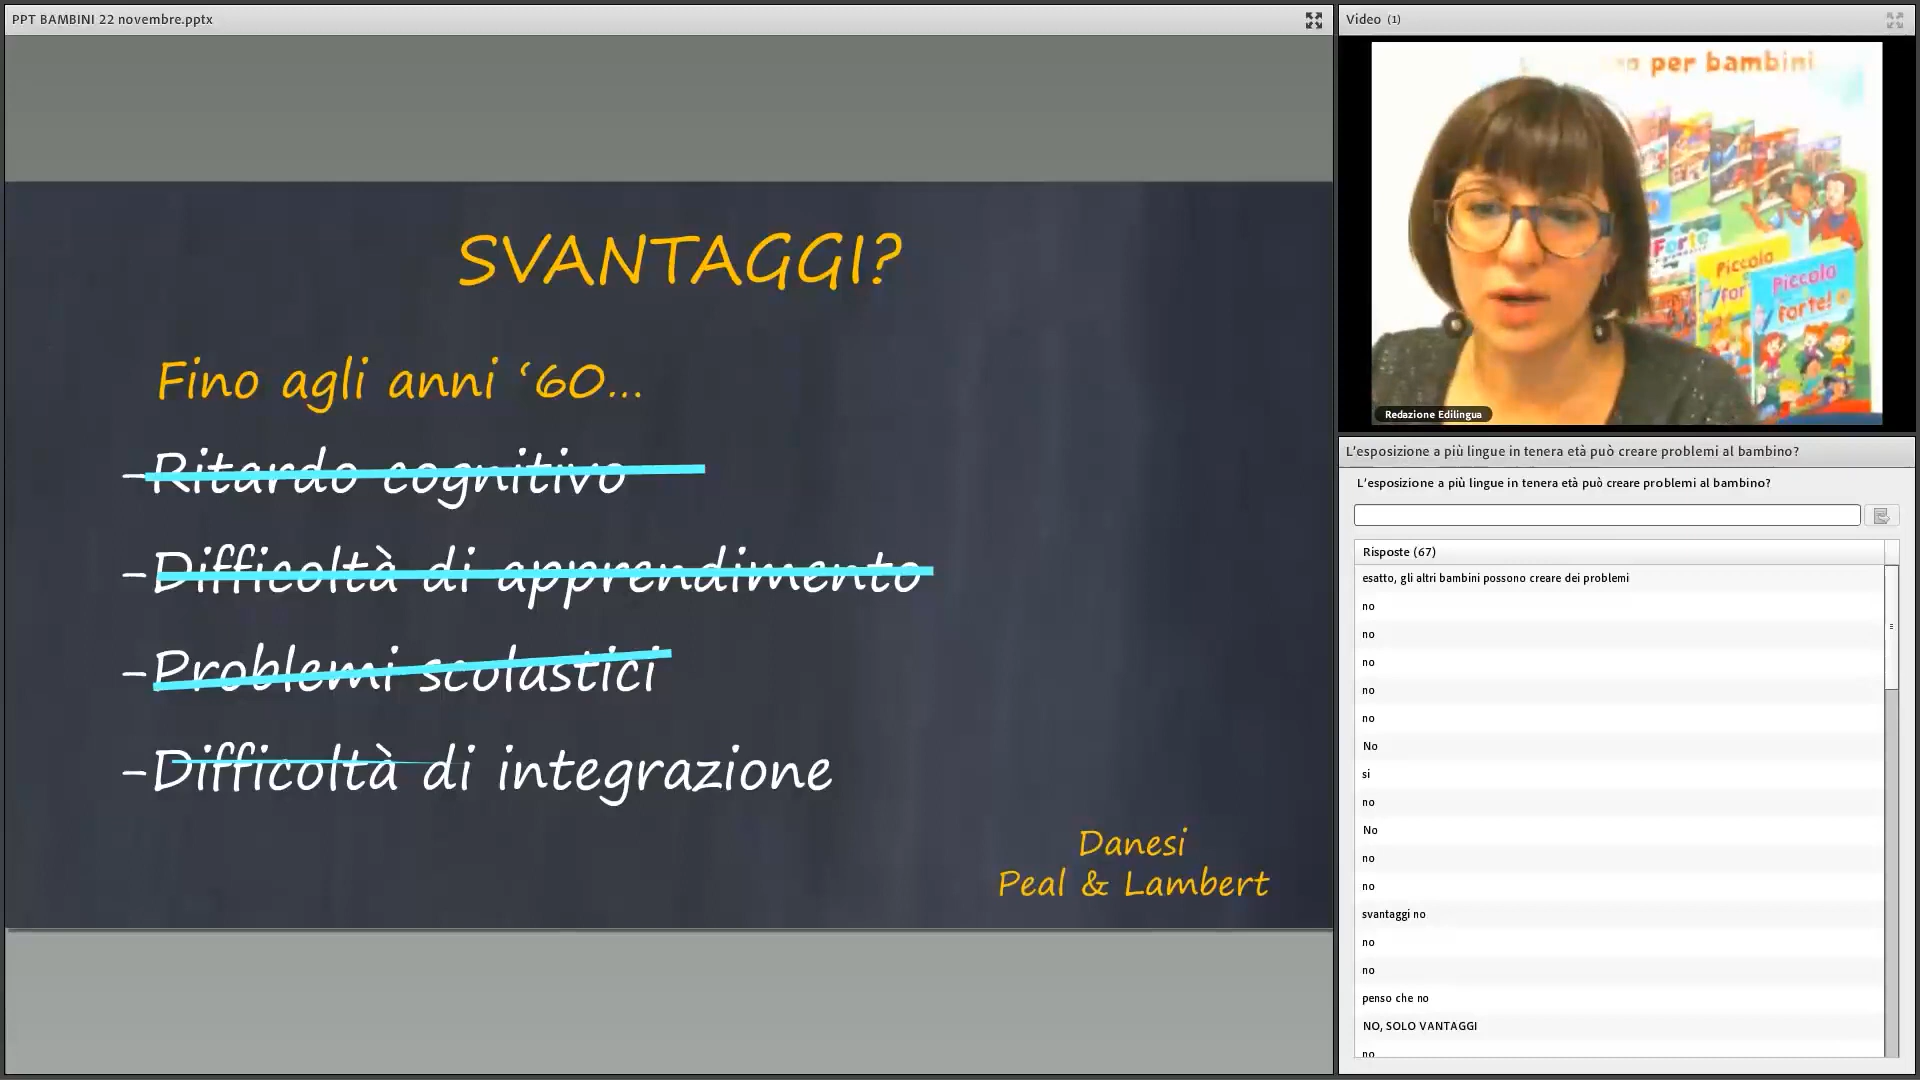 PPT BAMBINI 22 novembre.pptx
SVANTAGGI?
Fino agli anni ‘60...
-Ritardo cognitivo
-Difficoltà di apprendimento
-Problemi scolastici
-Difficoltà di integrazione
Danesi
Peal & Lambert
Video (1)
per bambini
Forte
Piccolo
Piccolo
forte!
Redazione Edilingua
L'esposizione a più lingue in tenera età può creare problemi al bambino?
L'esposizione a più lingue in tenera età può creare problemi al bambino?
Risposte (67)
esatto, gli altri bambini possono creare dei problemi
no
no
no
no
no
No
si
no
No
no
no
svantaggi no
no
no
penso che no
NO, SOLO VANTAGGI
no